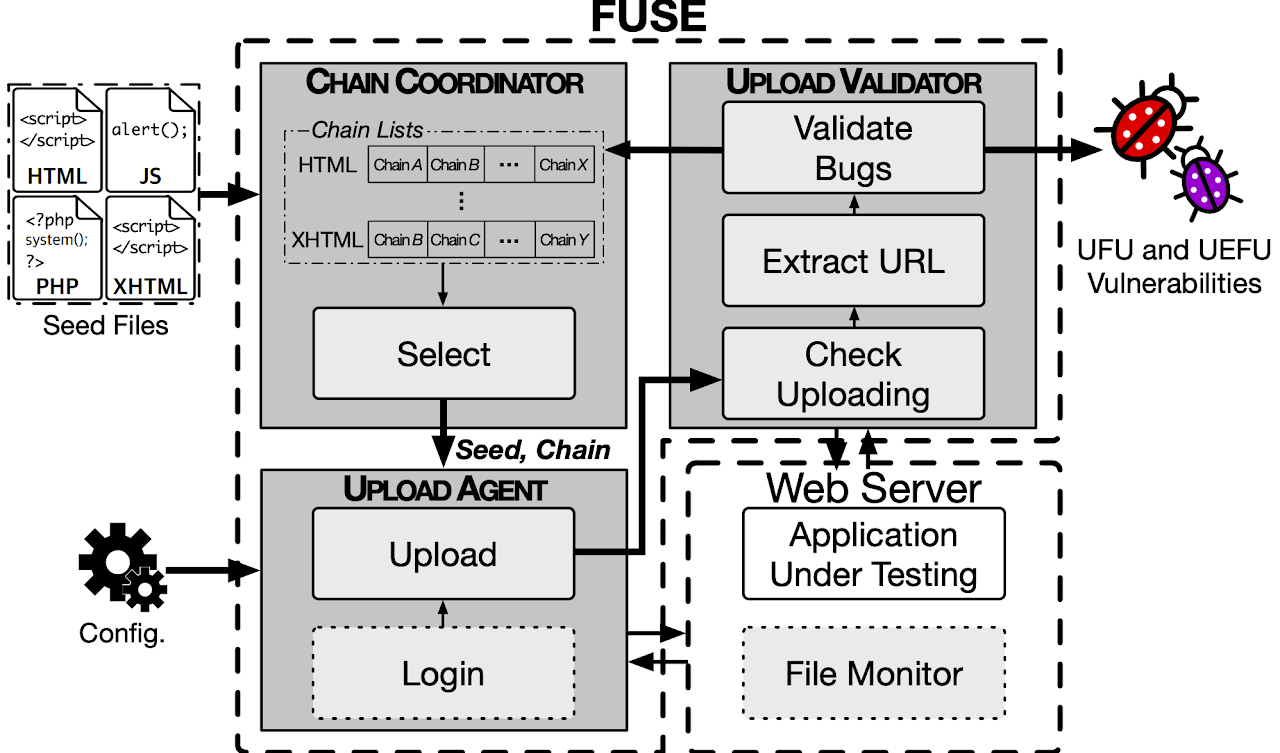 FUSE
CHAIN COORDINATOR
Chain Lists
HTML Chain A Chain B ... Chain X
⋮
XHTML Chain B Chain C ... Chain Y
Select
Seed, Chain
UPLOAD VALIDATOR
Validate
Bugs
Extract URL
Check
Uploading
<script>
</script>
HTML
alert();
JS
<?php
system();
?>
PHP
<script>
</script>
XHTML
Seed Files
UFU and UEFU
Vulnerabilities
UPLOAD AGENT
Upload
Login
Config.
Web Server
Application
Under Testing
File Monitor